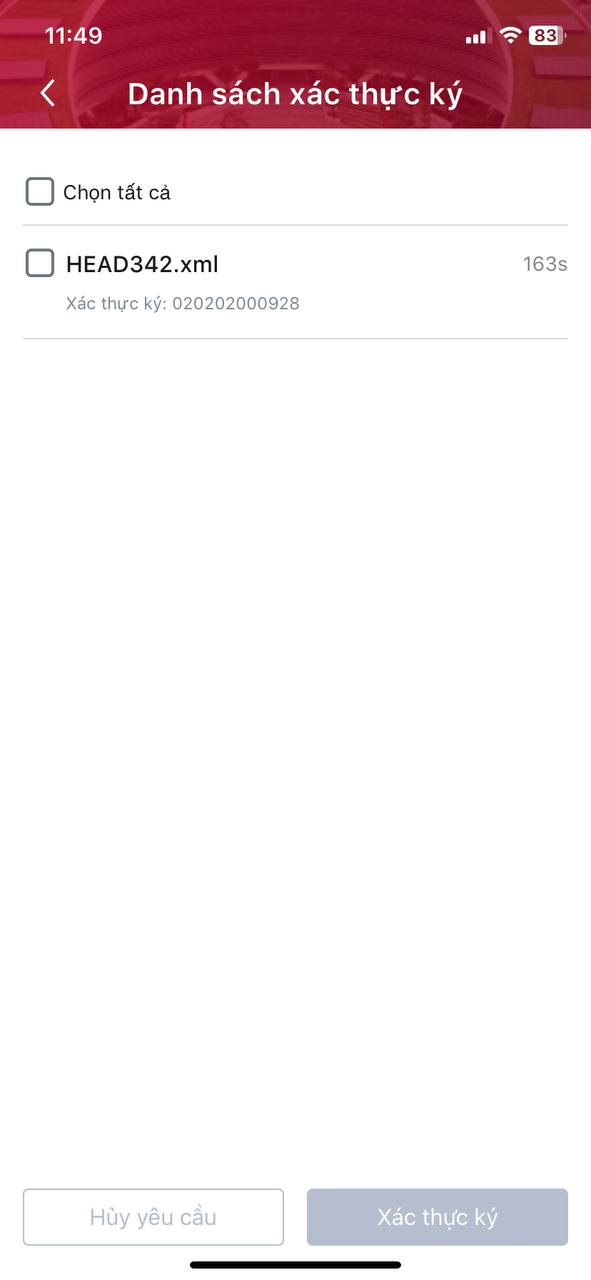 11:49
83
Danh sách xác thực ký
Chọn tất cả
HEAD342.xml
163s
Xác thực ký: 020202000928
Hủy yêu cầu
Xác thực ký